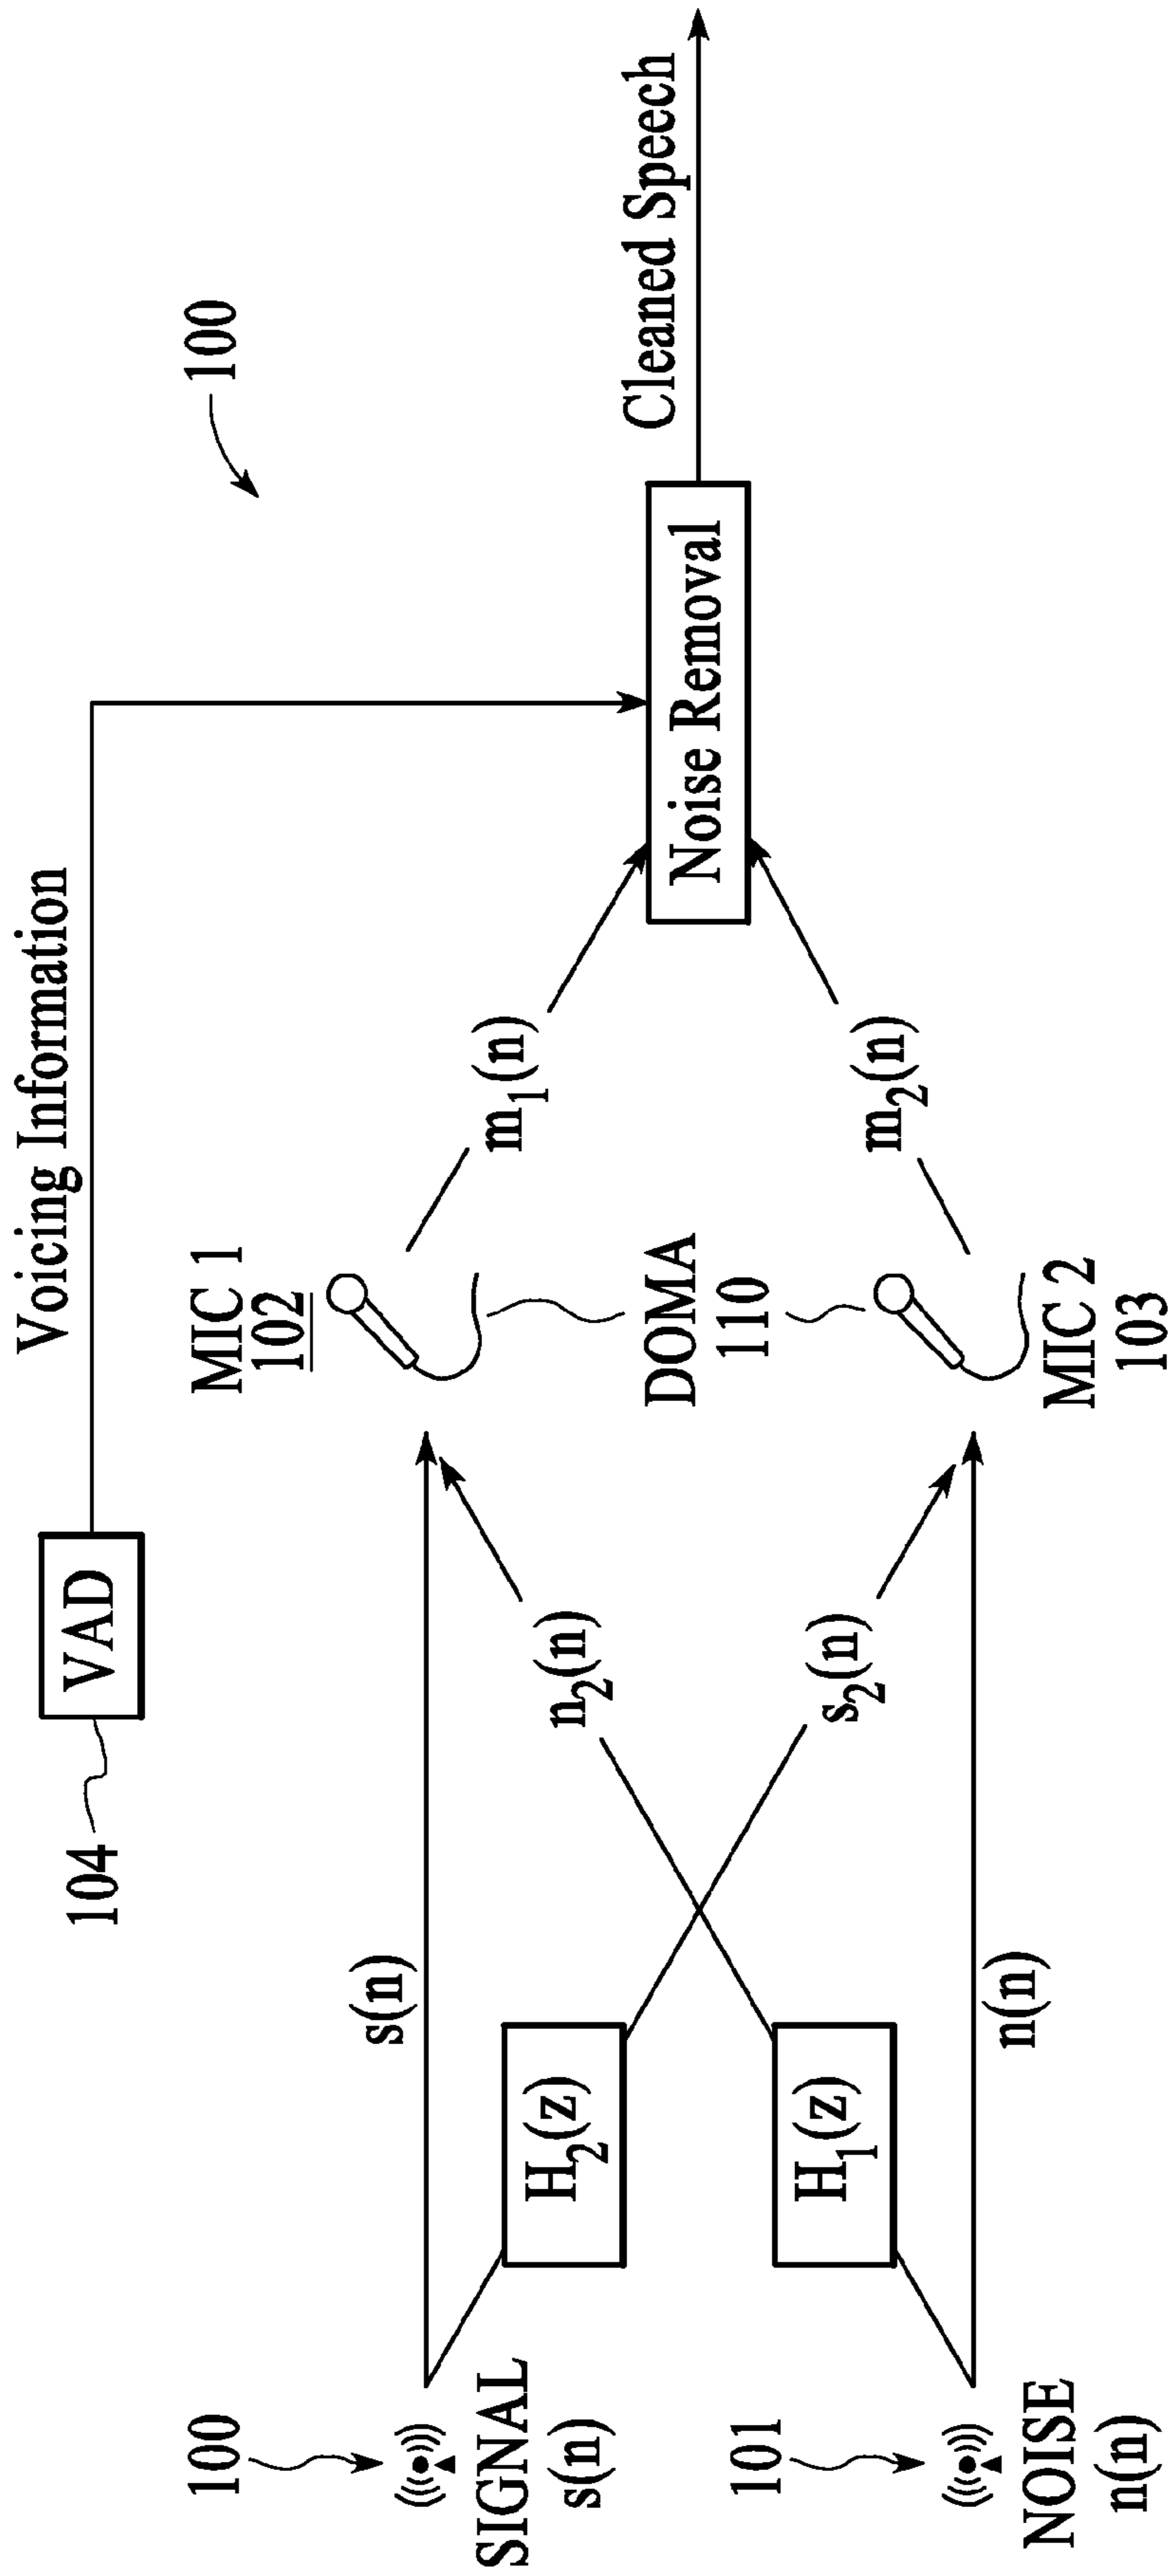 Voicing Information
VAD
104
100
MIC 1
102
s(n)
100
SIGNAL
s(n)
H2(z)
n2(n)
m1(n)
DOMA
110
Noise Removal
Cleaned Speech
H1(z)
s2(n)
m2(n)
101
NOISE
n(n)
n(n)
MIC 2
103